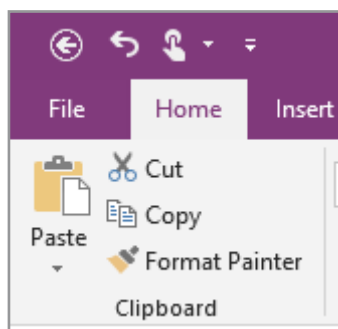 File Home Insert
Cut
Copy
Paste
Format Painter
Clipboard